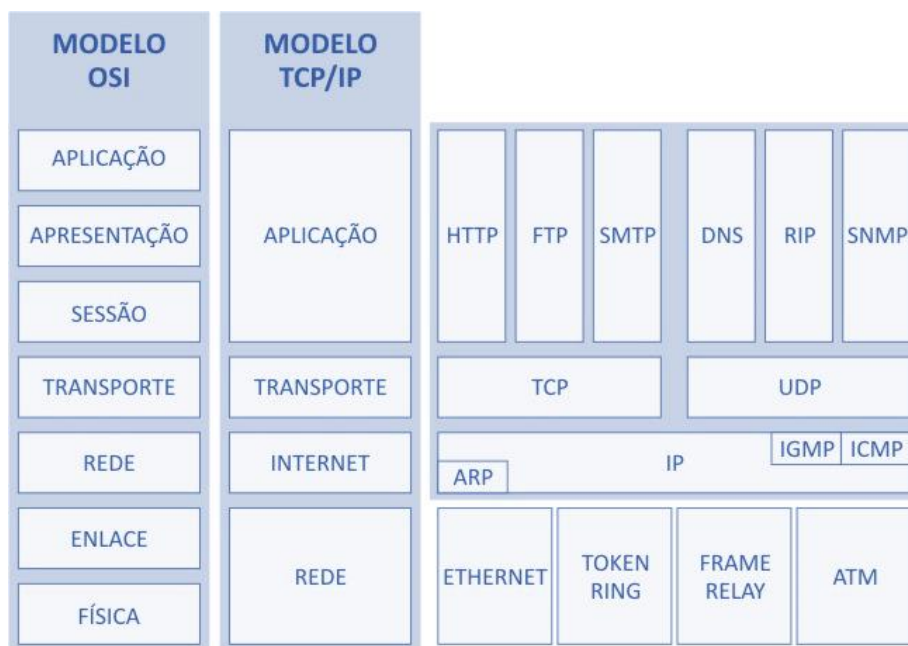 MODELO
OSI
MODELO
TCP/IP
APLICAÇÃO
APRESENTAÇÃO
SESSÃO
TRANSPORTE
REDE
ENLACE
FÍSICA
APLICAÇÃO
TRANSPORTE
INTERNET
REDE
HTTP
FTP
SMTP
DNS
RIP
SNMP
TCP
UDP
ARP
IP
IGMP
ICMP
ETHERNET
TOKEN
RING
FRAME
RELAY
ATM